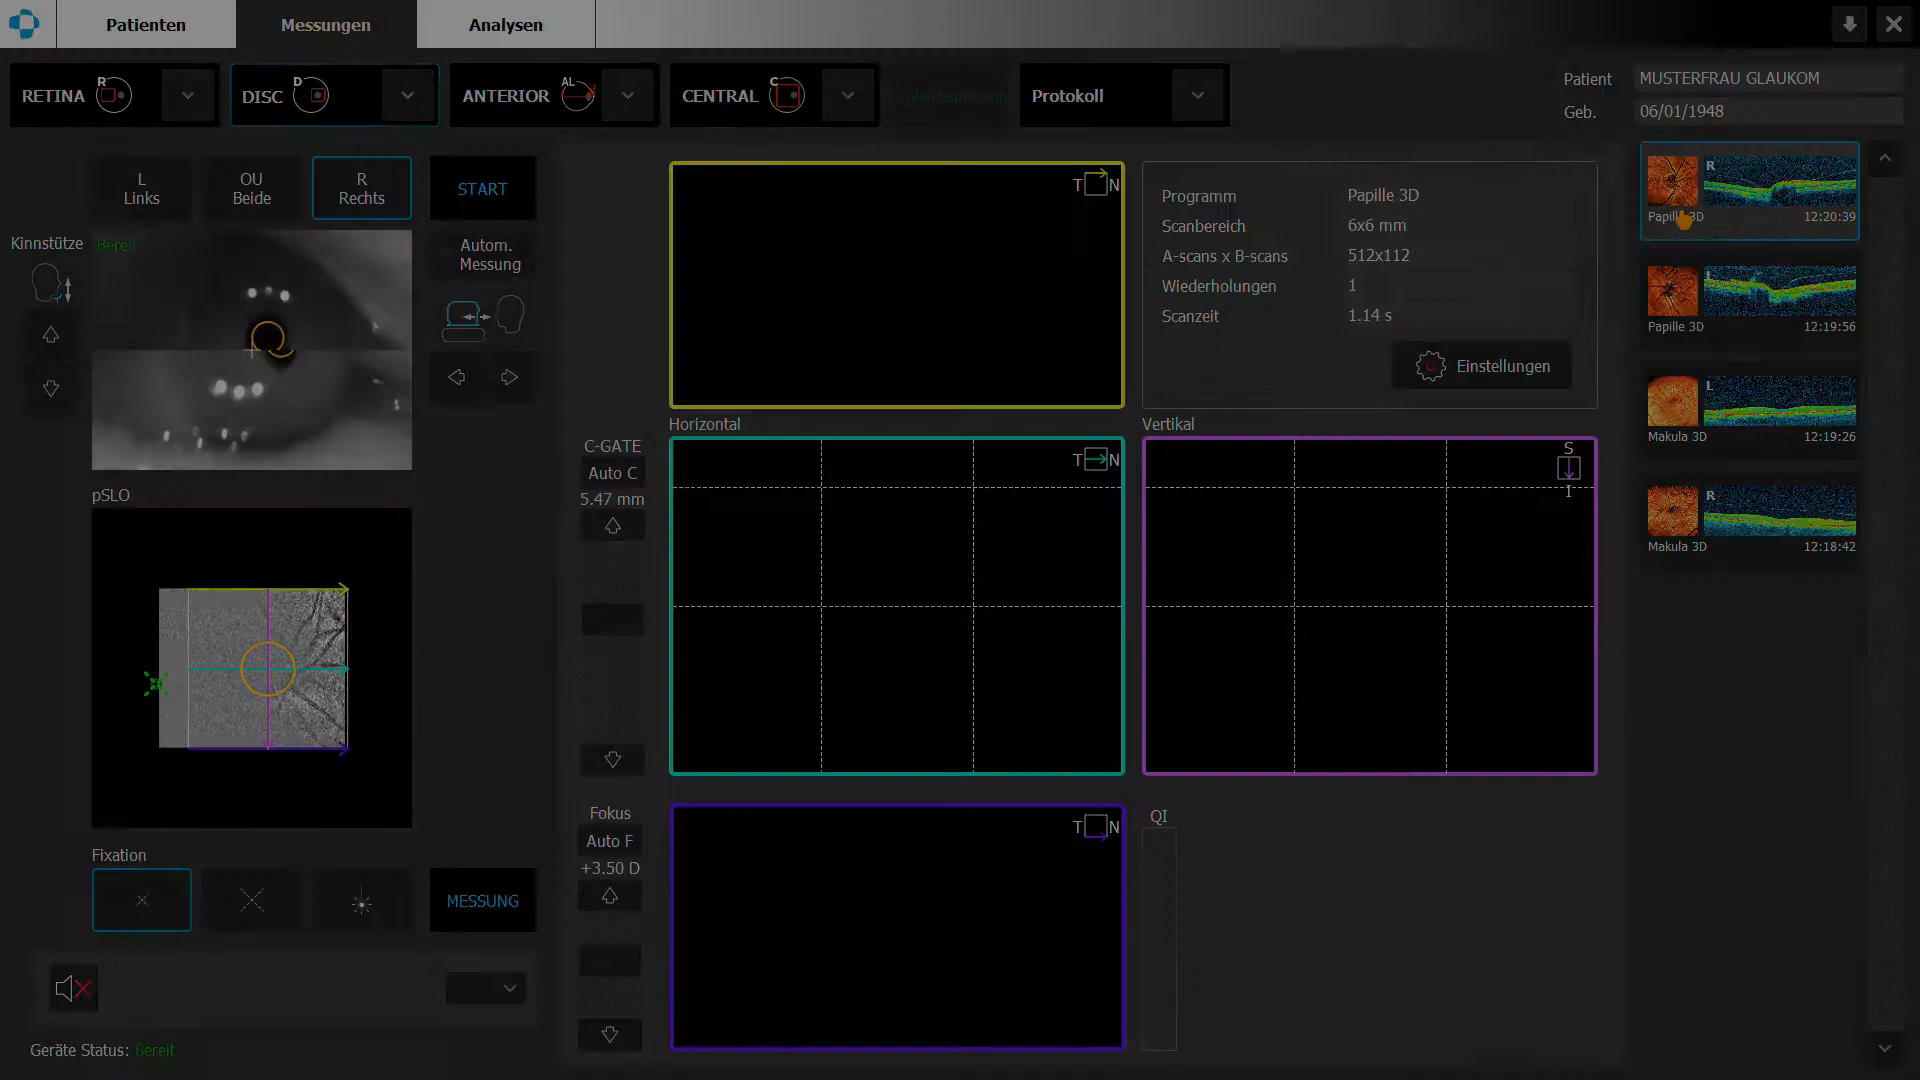 Patienten
Messungen
Analysen
RETINA R
DISC D
ANTERIOR AL
CENTRAL C
Protokoll
Patient MUSTERFRAU GLAUKOM
Geb. 06/01/1948
L
Links
OU
Beide
R
Rechts
START
Kinnstütze
Bereit
Autom.
Messung
pSLO
Fixation
MESSUNG
Geräte Status: Bereit
C-GATE
Auto C
5.47 mm
Fokus
Auto F
+3.50 D
T N
Programm Papille 3D
Scanbereich 6x6 mm
A-scans x B-scans 512x112
Wiederholungen 1
Scanzeit 1.14 s
Einstellungen
Horizontal
T N
Vertikal
S
I
T N
QI
R
Papille 3D 12:20:39
L
Papille 3D 12:19:56
L
Makula 3D 12:19:26
R
Makula 3D 12:18:42